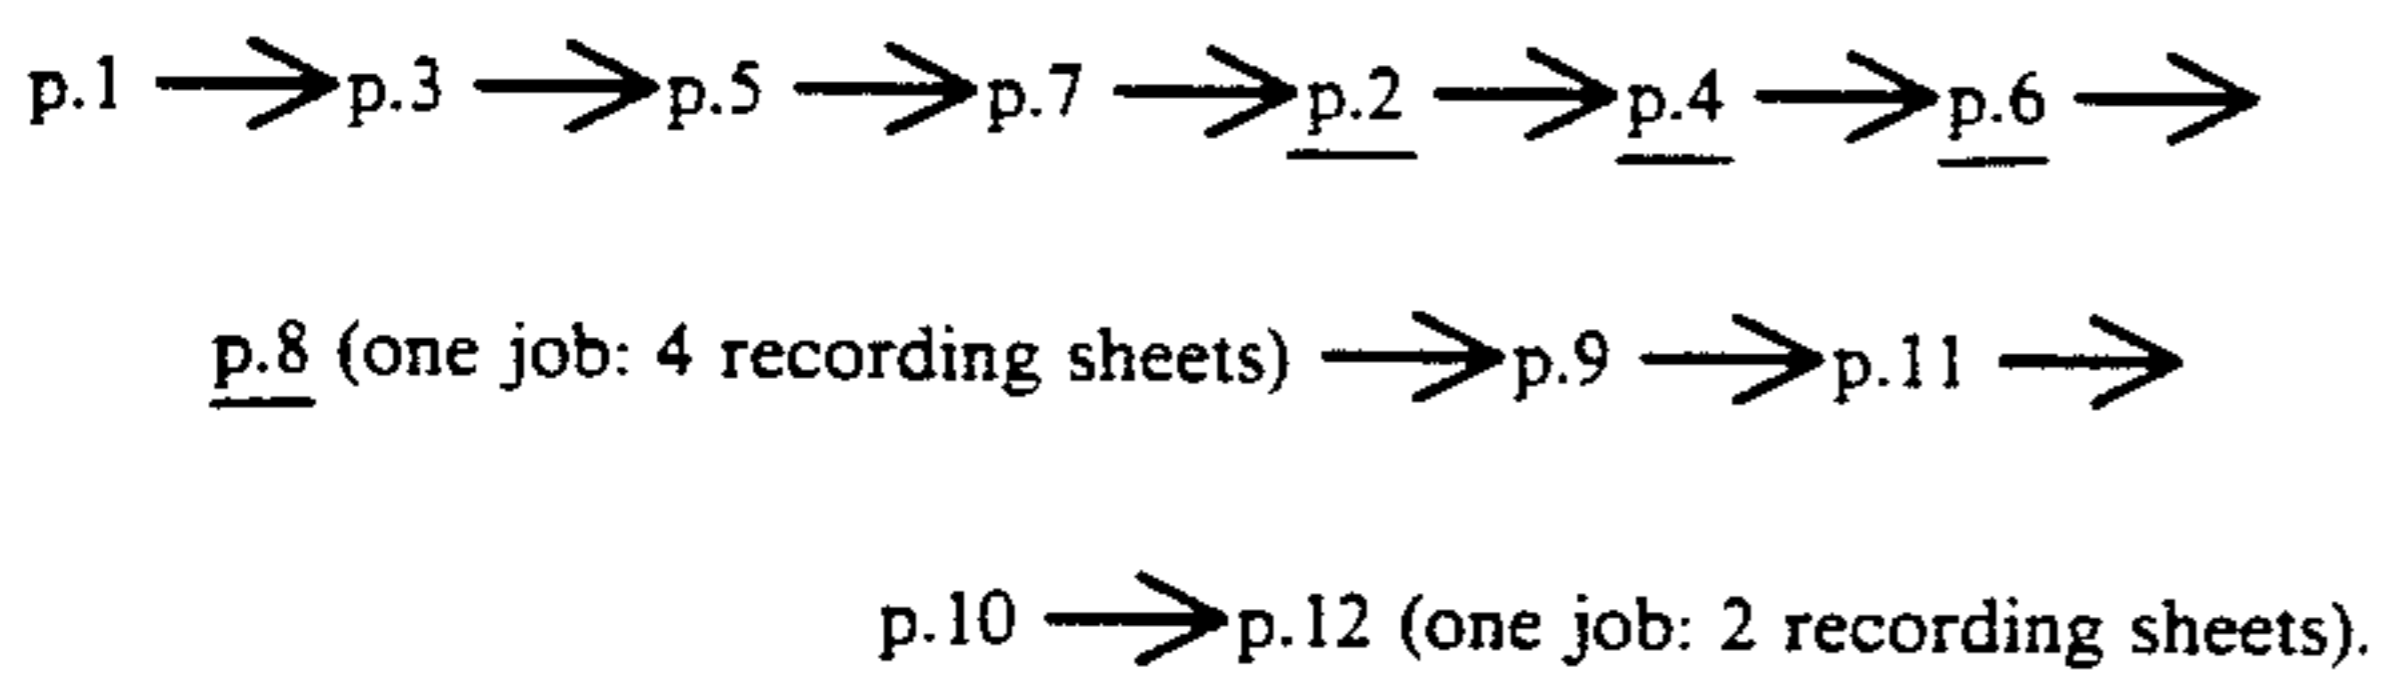 p.1 → p.3 → p.5 → p.7 → p.2 → p.4 → p.6 →
p.8 (one job: 4 recording sheets) → p.9 → p.11 →
p.10 → p.12 (one job: 2 recording sheets).